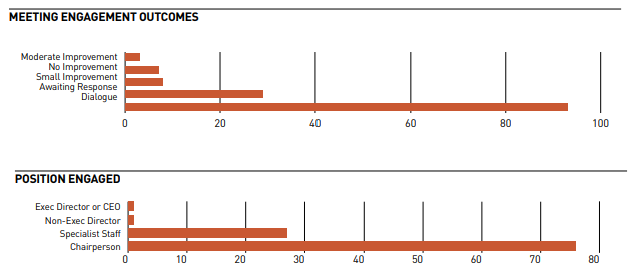 MEETING ENGAGEMENT OUTCOMES
Moderate Improvement
No Improvement
Small Improvement
Awaiting Response
Dialogue
0 20 40 60 80 100
POSITION ENGAGED
Exec Director or CEO
Non-Exec Director
Specialist Staff
Chairperson
0 10 20 30 40 50 60 70 80